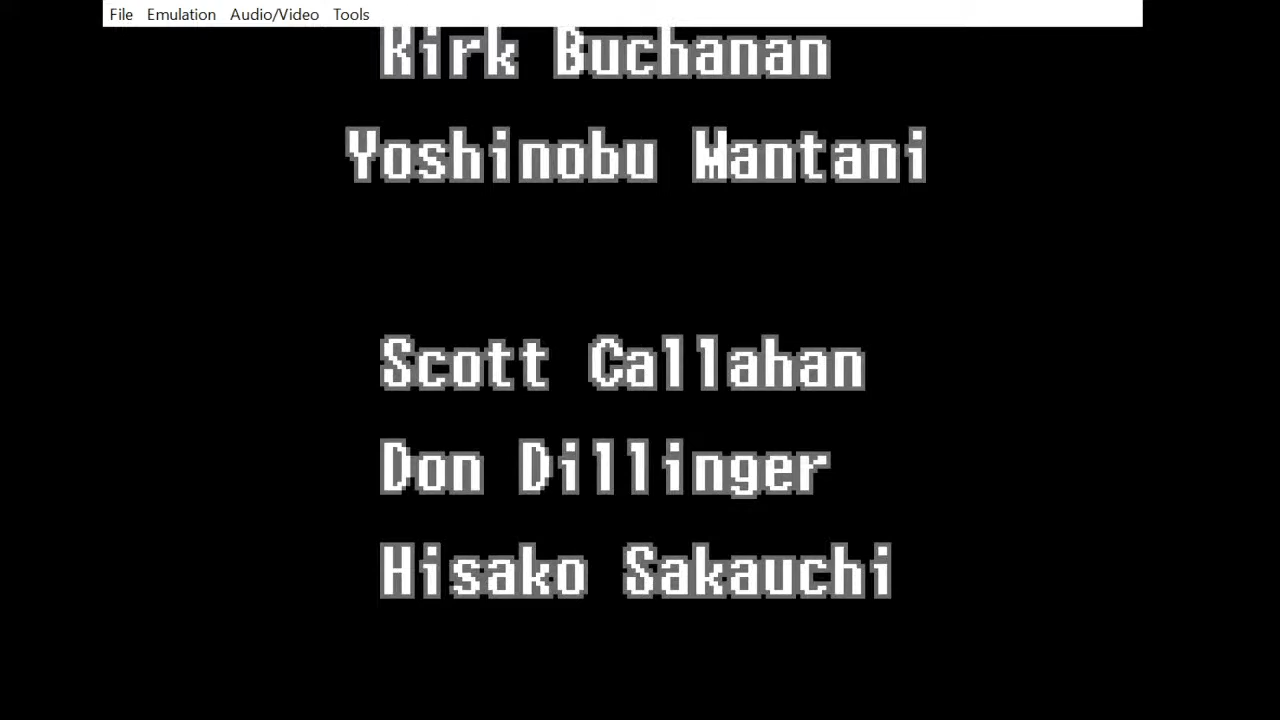 File Emulation Audio/Video Tools
Kirk Buchanan
Yoshinobu Mantani
Scott Callahan
Don Dillinger
Hisako Sakauchi